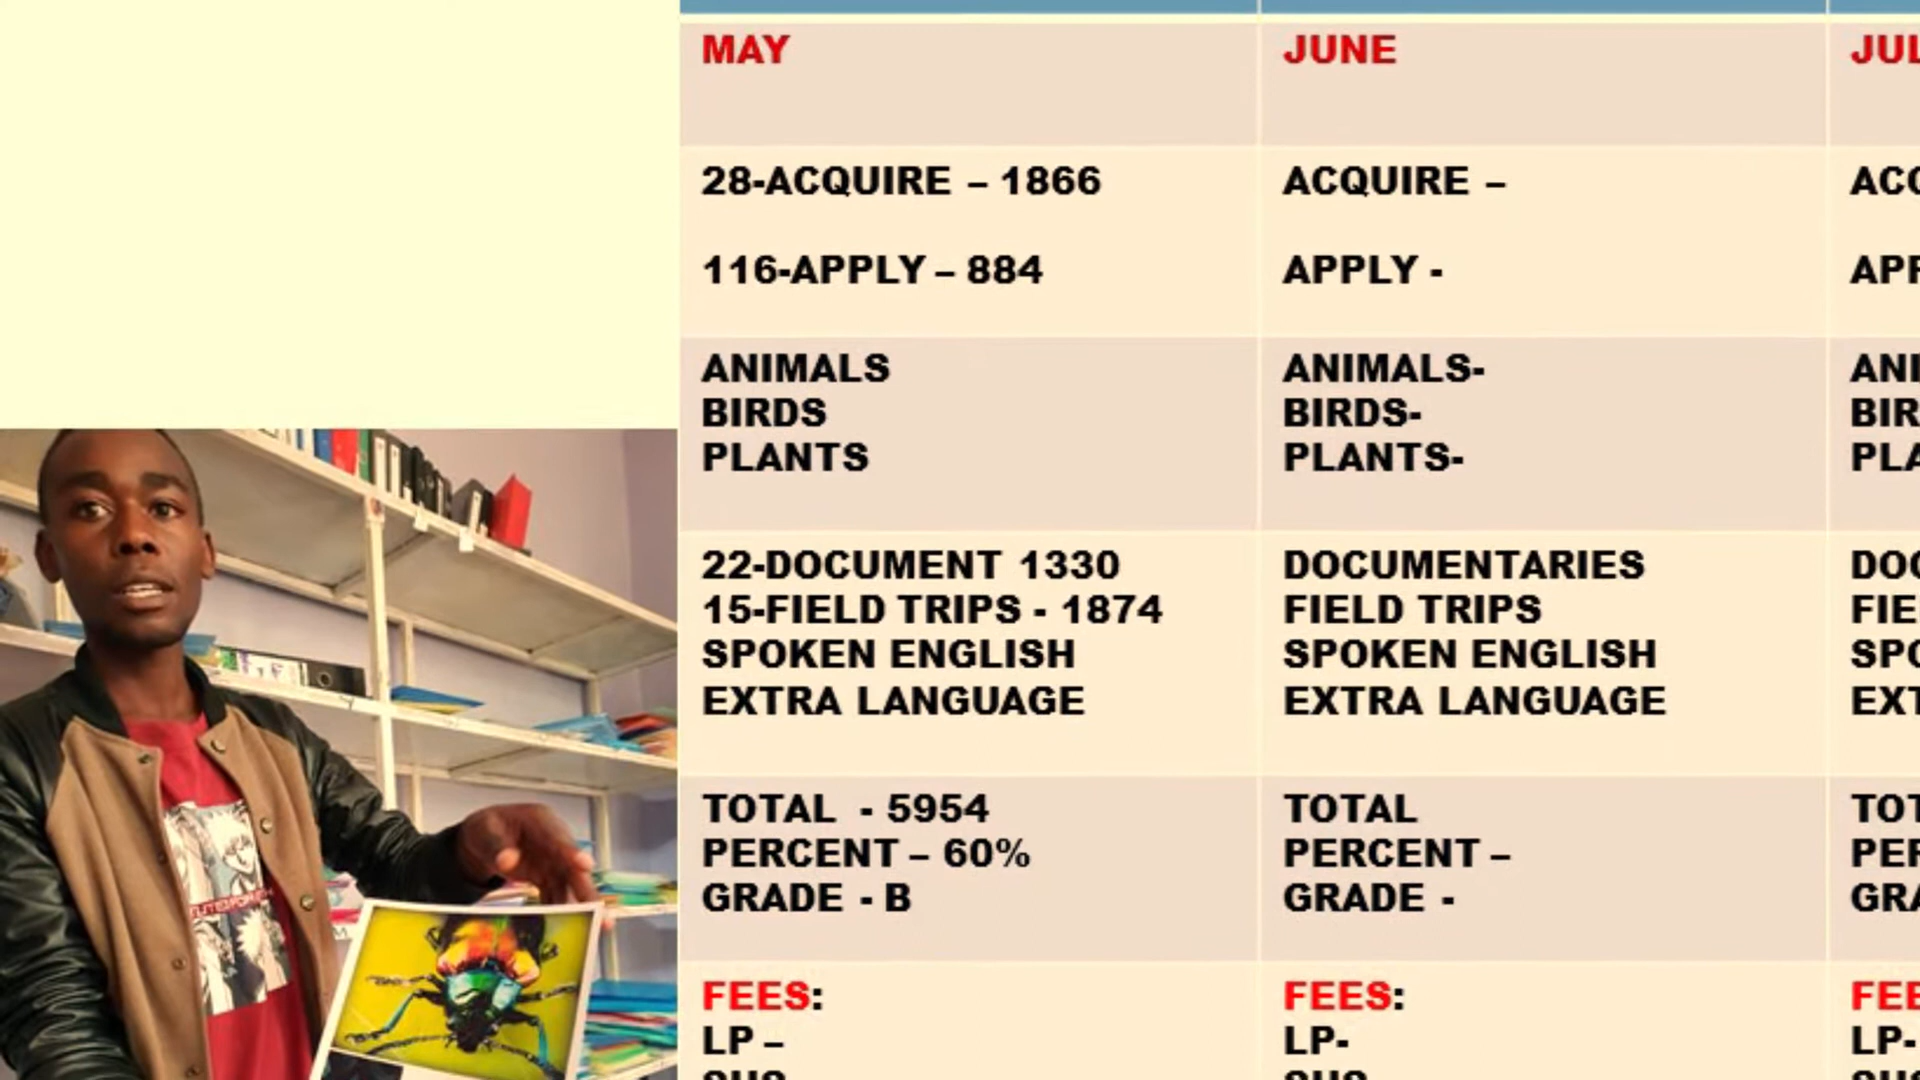 MAY
28-ACQUIRE – 1866
116-APPLY – 884
ANIMALS
BIRDS
PLANTS
22-DOCUMENT 1330
15-FIELD TRIPS - 1874
SPOKEN ENGLISH
EXTRA LANGUAGE
TOTAL - 5954
PERCENT – 60%
GRADE - B
FEES:
LP –
JUNE
ACQUIRE –
APPLY -
ANIMALS-
BIRDS-
PLANTS-
DOCUMENTARIES
FIELD TRIPS
SPOKEN ENGLISH
EXTRA LANGUAGE
TOTAL
PERCENT –
GRADE -
FEES:
LP-